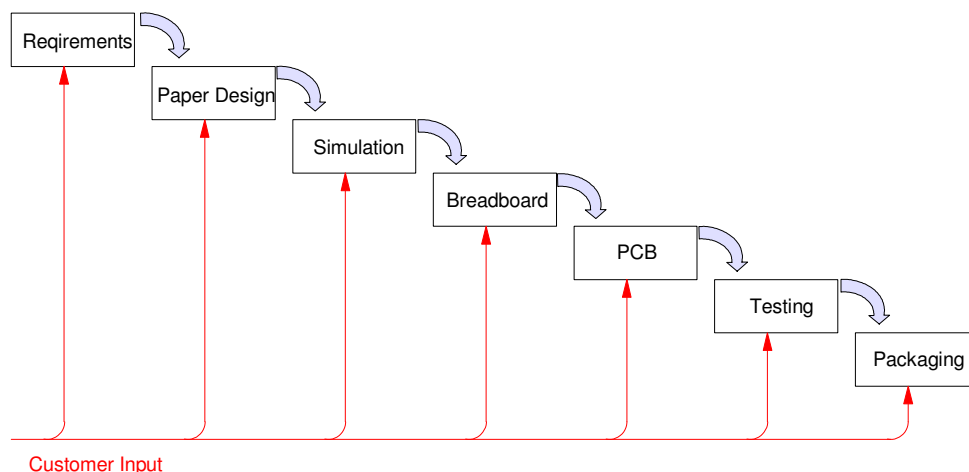 Reqirements
Paper Design
Simulation
Breadboard
PCB
Testing
Packaging
Customer Input